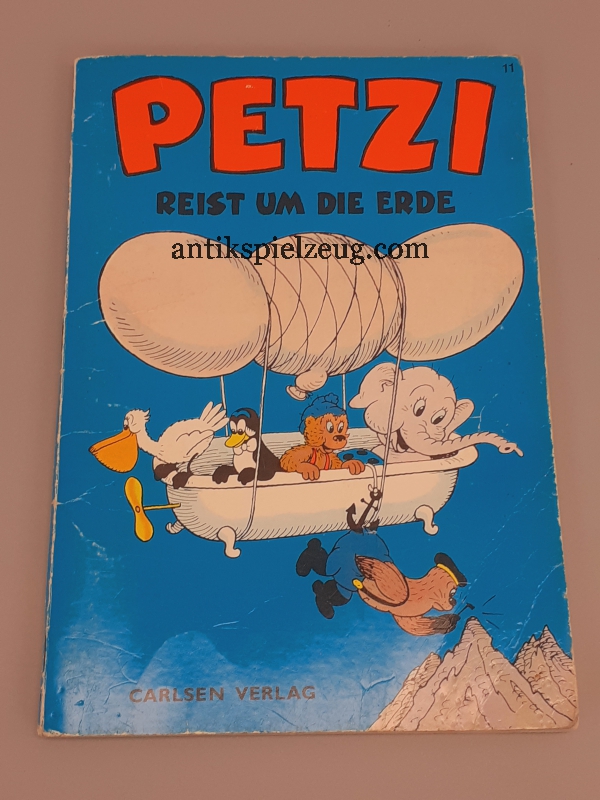 11
PETZI
REIST UM DIE ERDE
antikspielzeug.com
CARLSEN VERLAG